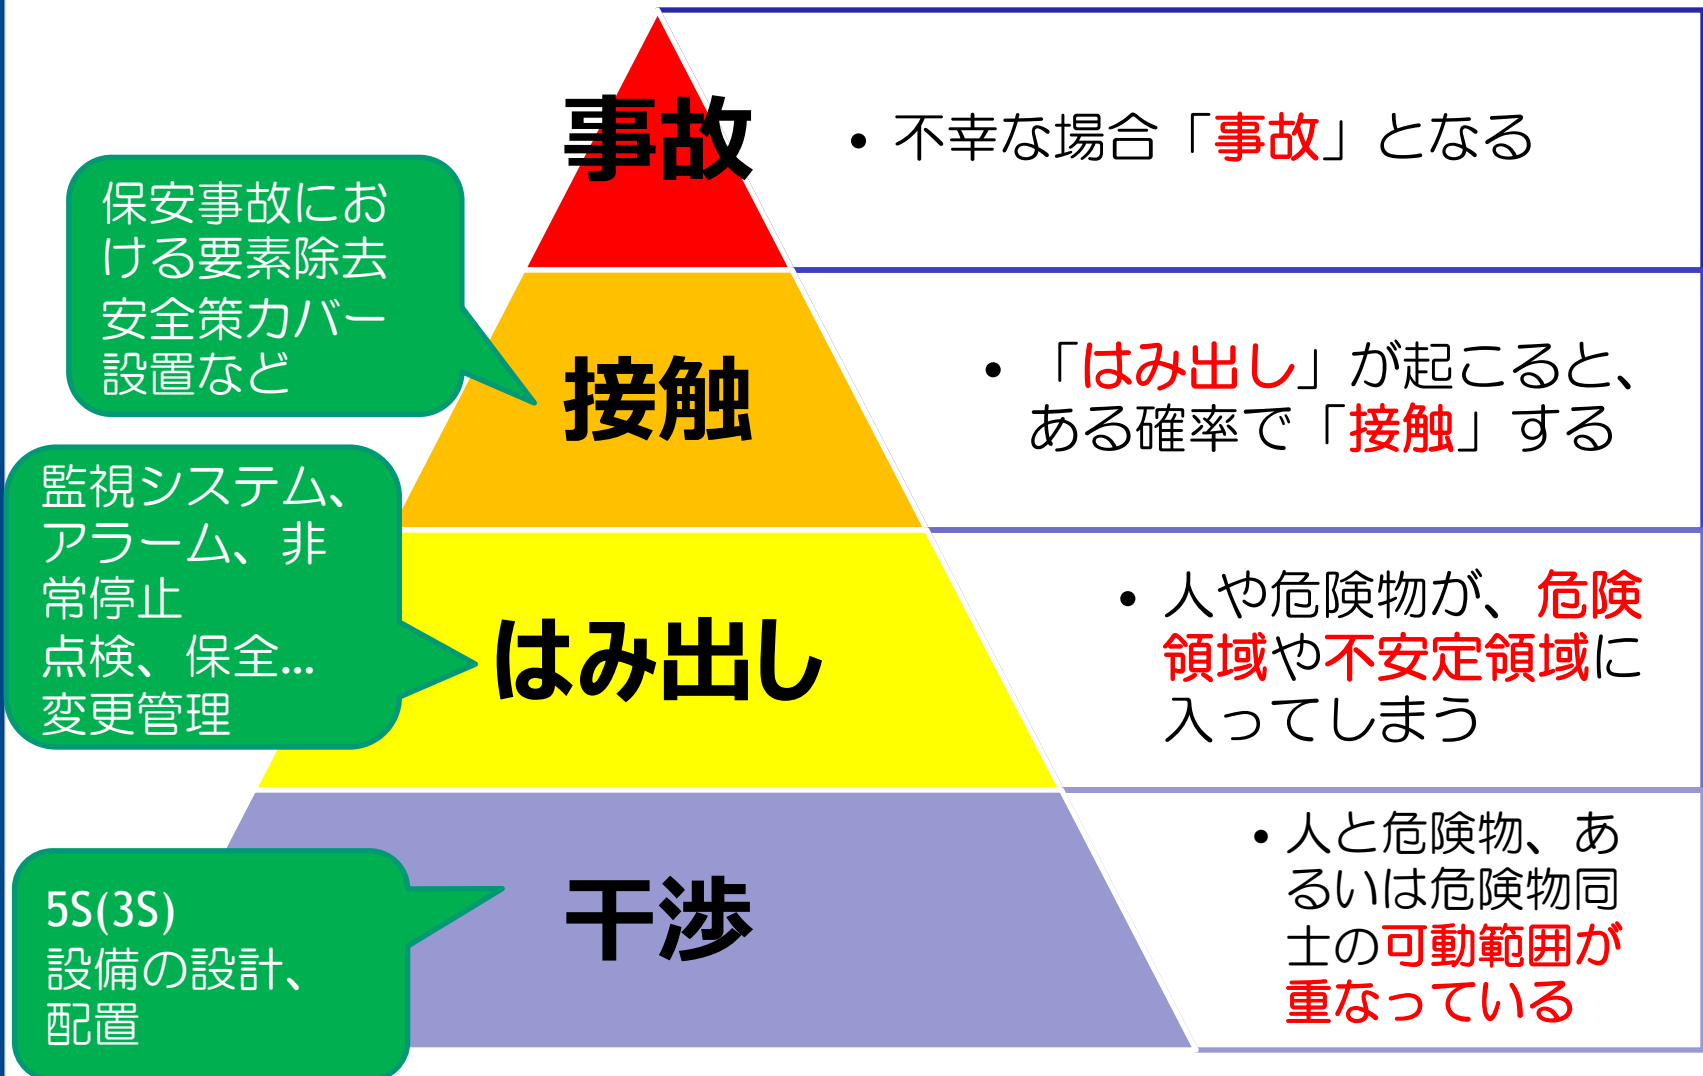 事故
• 不幸な場合「事故」となる
保安事故にお
ける要素除去
安全策カバー
設置など
接触
• 「はみ出し」が起こると、
ある確率で「接触」する
監視システム、
アラーム、非
常停止
点検、保全…
変更管理
はみ出し
• 人や危険物が、危険
領域や不安定領域に
入ってしまう
5S(3S)
設備の設計、
配置
干渉
• 人と危険物、あ
るいは危険物同
士の可動範囲が
重なっている